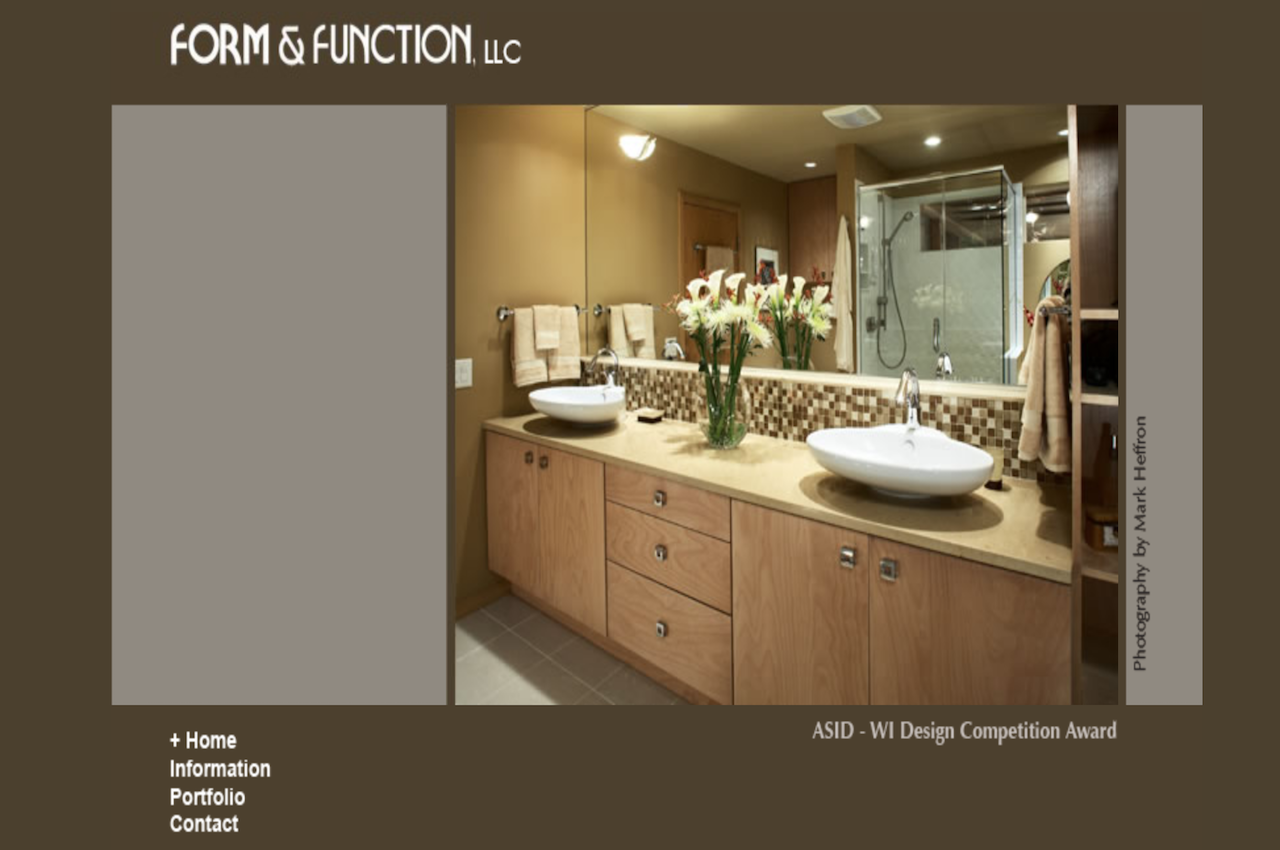 FORM & FUNCTION, LLC
Photography by Mark Heffron
ASID - WI Design Competition Award
+ Home
Information
Portfolio
Contact